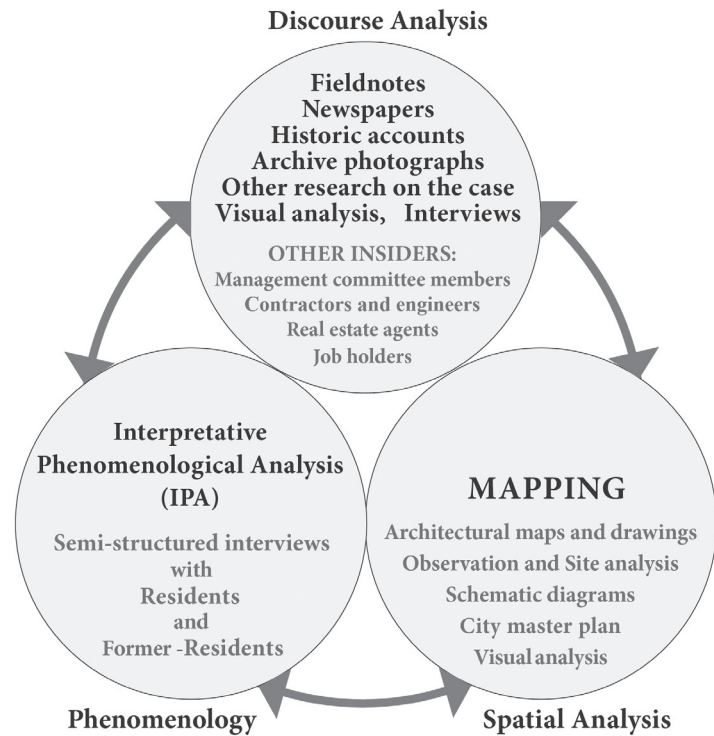 Discourse Analysis
Fieldnotes
Newspapers
Historic accounts
Archive photographs
Other research on the case
Visual analysis, Interviews
OTHER INSIDERS:
Management committee members
Contractors and engineers
Real estate agents
Job holders
Interpretative
Phenomenological Analysis
(IPA)
Semi-structured interviews
with
Residents
and
Former -Residents
MAPPING
Architectural maps and drawings
Observation and Site analysis
Schematic diagrams
City master plan
Visual analysis
Phenomenology
Spatial Analysis